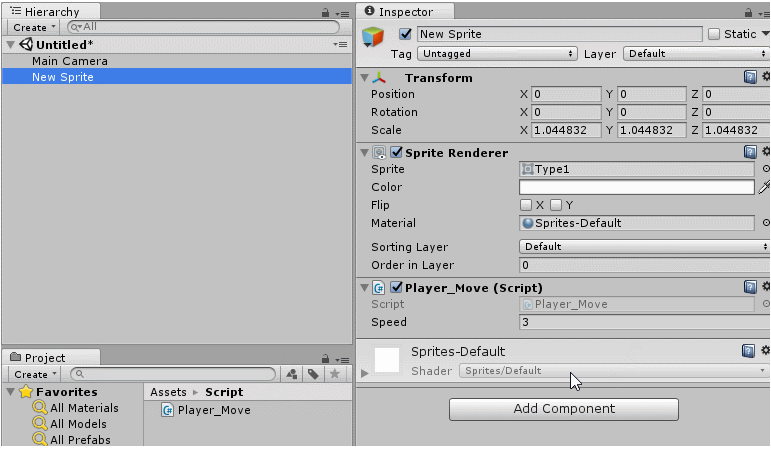 Hierarchy
Create
All
Untitled*
Main Camera
New Sprite
Project
Create
Favorites
All Materials
All Models
All Prefabs
Assets
Script
Player_Move
Inspector
New Sprite
Static
Tag Untagged Layer Default
Transform
Position X 0 Y 0 Z 0
Rotation X 0 Y 0 Z 0
Scale X 1.044832 Y 1.044832 Z 1.044832
Sprite Renderer
Sprite Type1
Color
Flip X Y
Material Sprites-Default
Sorting Layer Default
Order in Layer 0
Player_Move (Script)
Script Player_Move
Speed 3
Sprites-Default
Shader Sprites/Default
Add Component